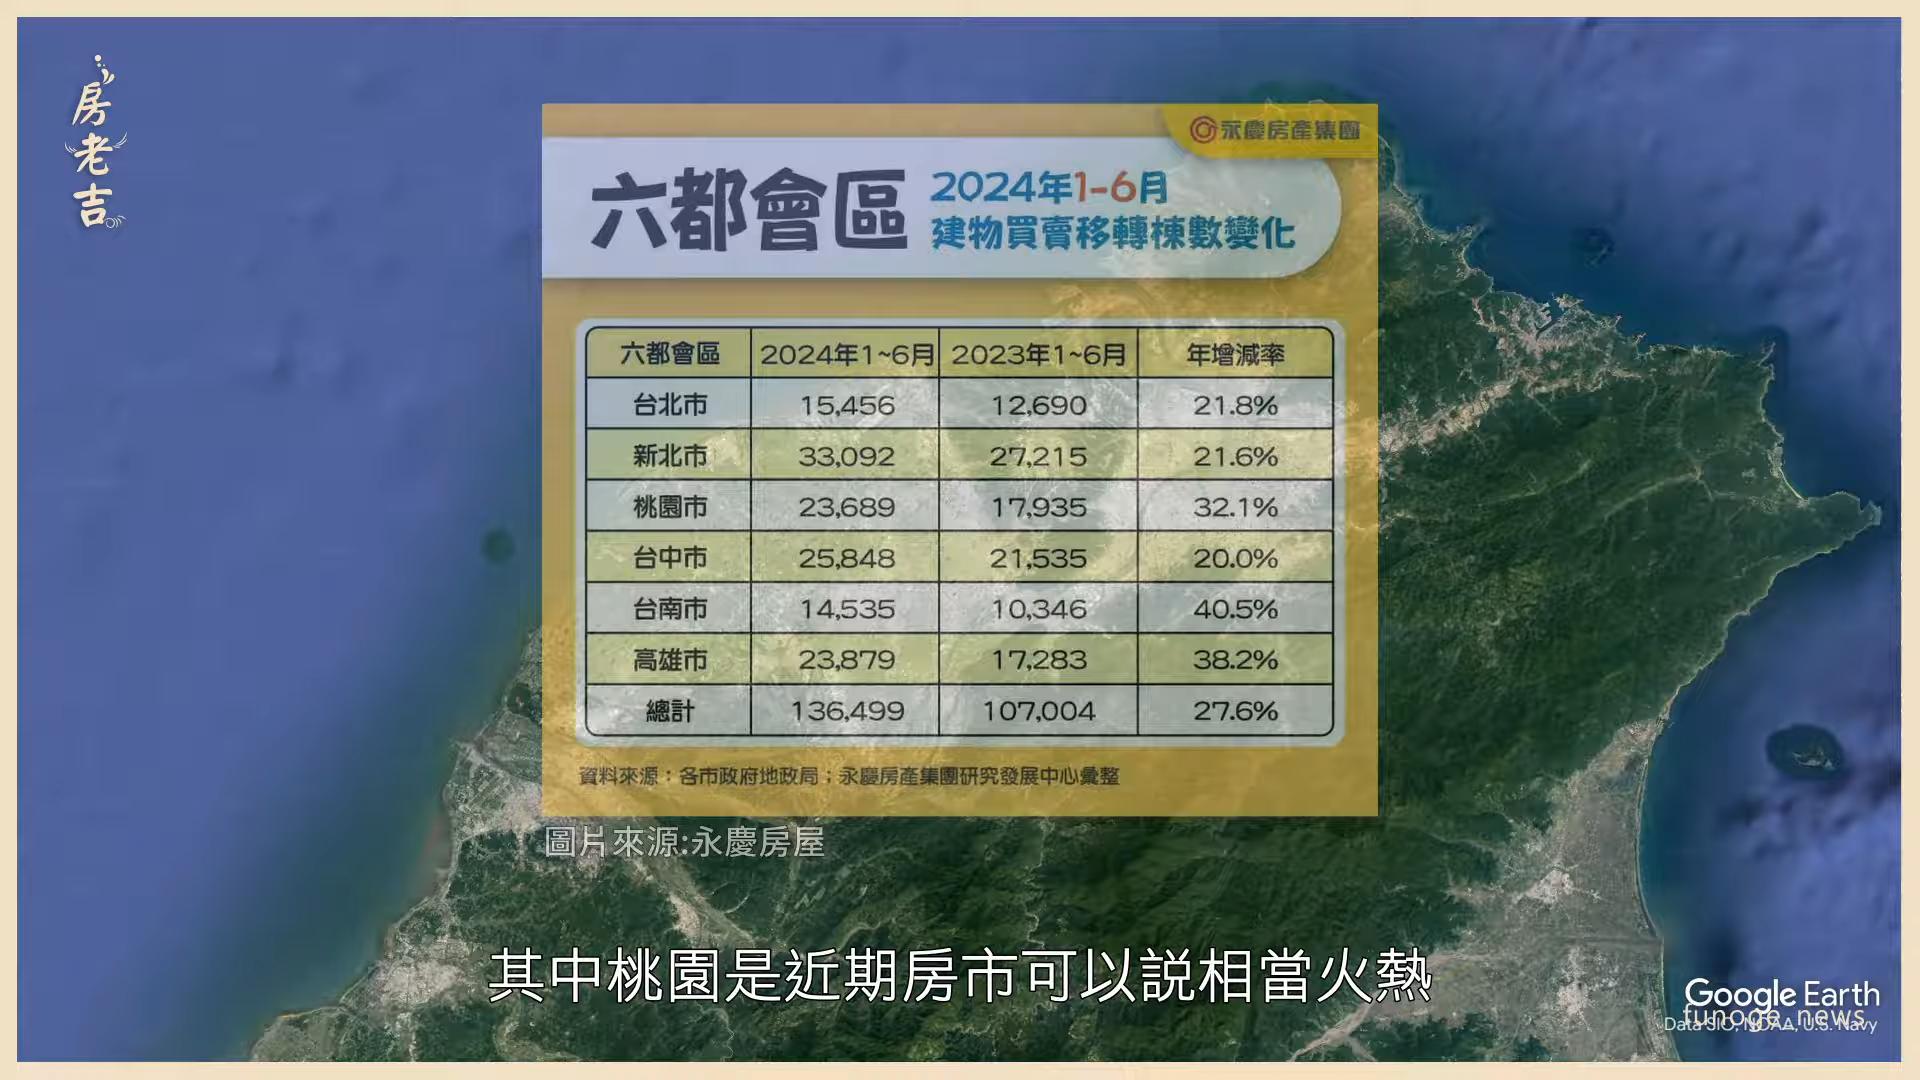 房老吉
永慶房產集團
六都會區
2024年1-6月
建物買賣移轉棟數變化
六都會區 2024年1~6月 2023年1~6月 年增減率
台北市 15,456 12,690 21.8%
新北市 33,092 27,215 21.6%
桃園市 23,689 17,935 32.1%
台中市 25,848 21,535 20.0%
台南市 14,535 10,346 40.5%
高雄市 23,879 17,283 38.2%
總計 136,499 107,004 27.6%
資料來源：各市政府地政局；永慶房產集團研究發展中心彙整
圖片來源:永慶房屋
其中桃園是近期房市可以說相當火熱
Google Earth
funoge_news
Data SIO, NOAA, U.S. Navy